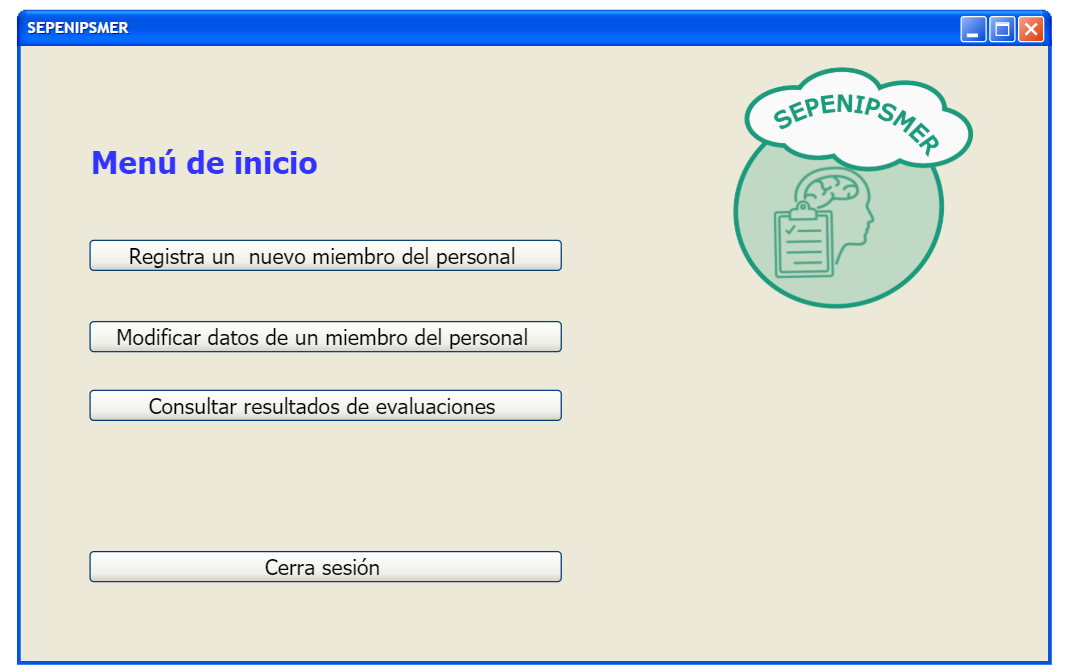 SEPENIPSMER
SEPENIPSMER
Menú de inicio
Registra un  nuevo miembro del personal
Modificar datos de un miembro del personal
Consultar resultados de evaluaciones
Cerra sesión